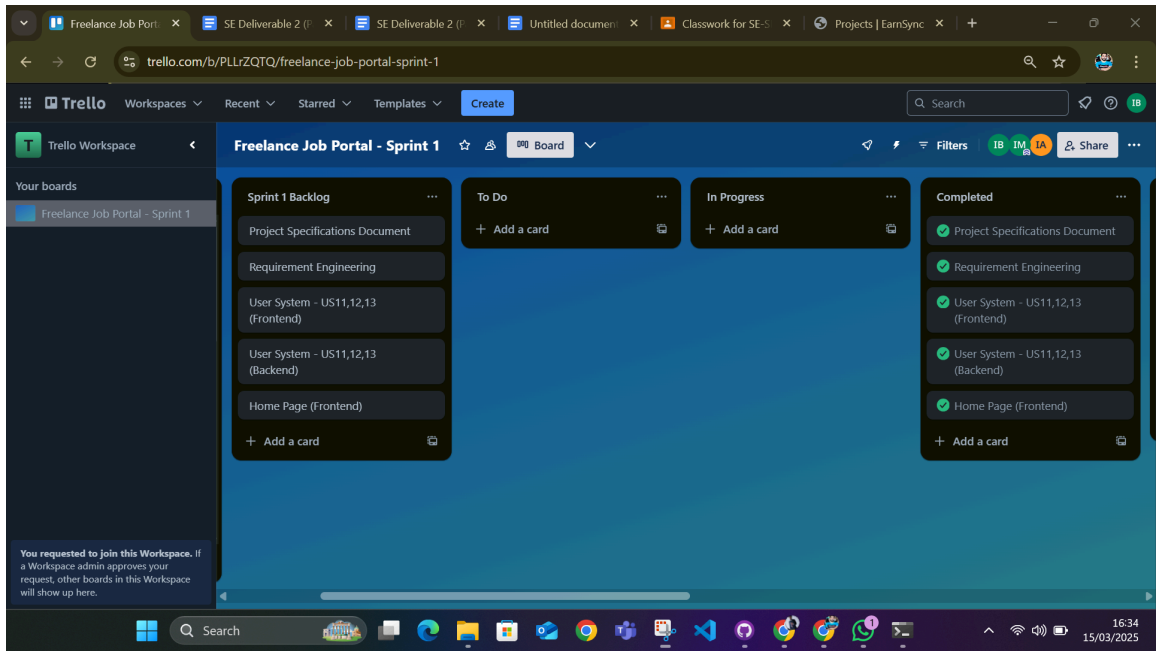 Freelance Job Port
SE Deliverable 2 (P
SE Deliverable 2 (P
Untitled document
Classwork for SE-S
Projects | EarnSync
trello.com/b/PLLrZQTQ/freelance-job-portal-sprint-1
Trello
Workspaces
Recent
Starred
Templates
Create
Search
IB
T
Trello Workspace
Freelance Job Portal - Sprint 1
Board
Filters
IB
IM
IA
Share
Your boards
Freelance Job Portal - Sprint 1
Sprint 1 Backlog
Project Specifications Document
Requirement Engineering
User System - US11,12,13
(Frontend)
User System - US11,12,13
(Backend)
Home Page (Frontend)
+ Add a card
To Do
+ Add a card
In Progress
+ Add a card
Completed
Project Specifications Document
Requirement Engineering
User System - US11,12,13
(Frontend)
User System - US11,12,13
(Backend)
Home Page (Frontend)
+ Add a card
You requested to join this Workspace. If
a Workspace admin approves your
request, other boards in this Workspace
will show up here.
Search
1
16:34
15/03/2025